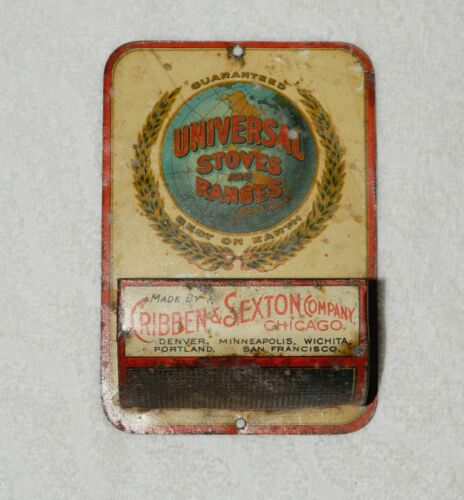 GUARANTEED
UNIVERSAL
STOVES
AND
RANGES
BEST ON EARTH
MADE BY
CRIBBEN & SEXTON COMPANY,
CHICAGO.
DENVER, MINNEAPOLIS, WICHITA,
PORTLAND, SAN FRANCISCO.